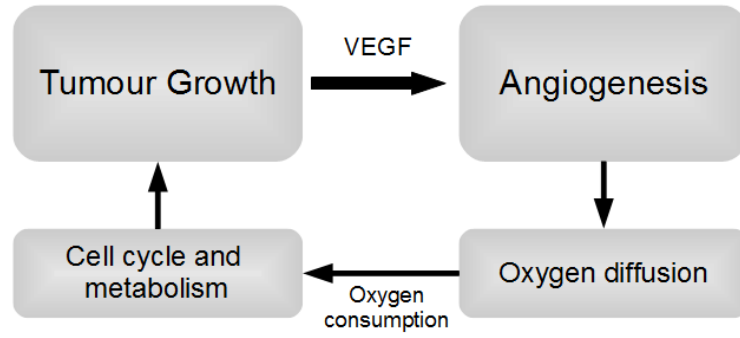 VEGF
Tumour Growth
Angiogenesis
Cell cycle and
metabolism
Oxygen diffusion
Oxygen
consumption